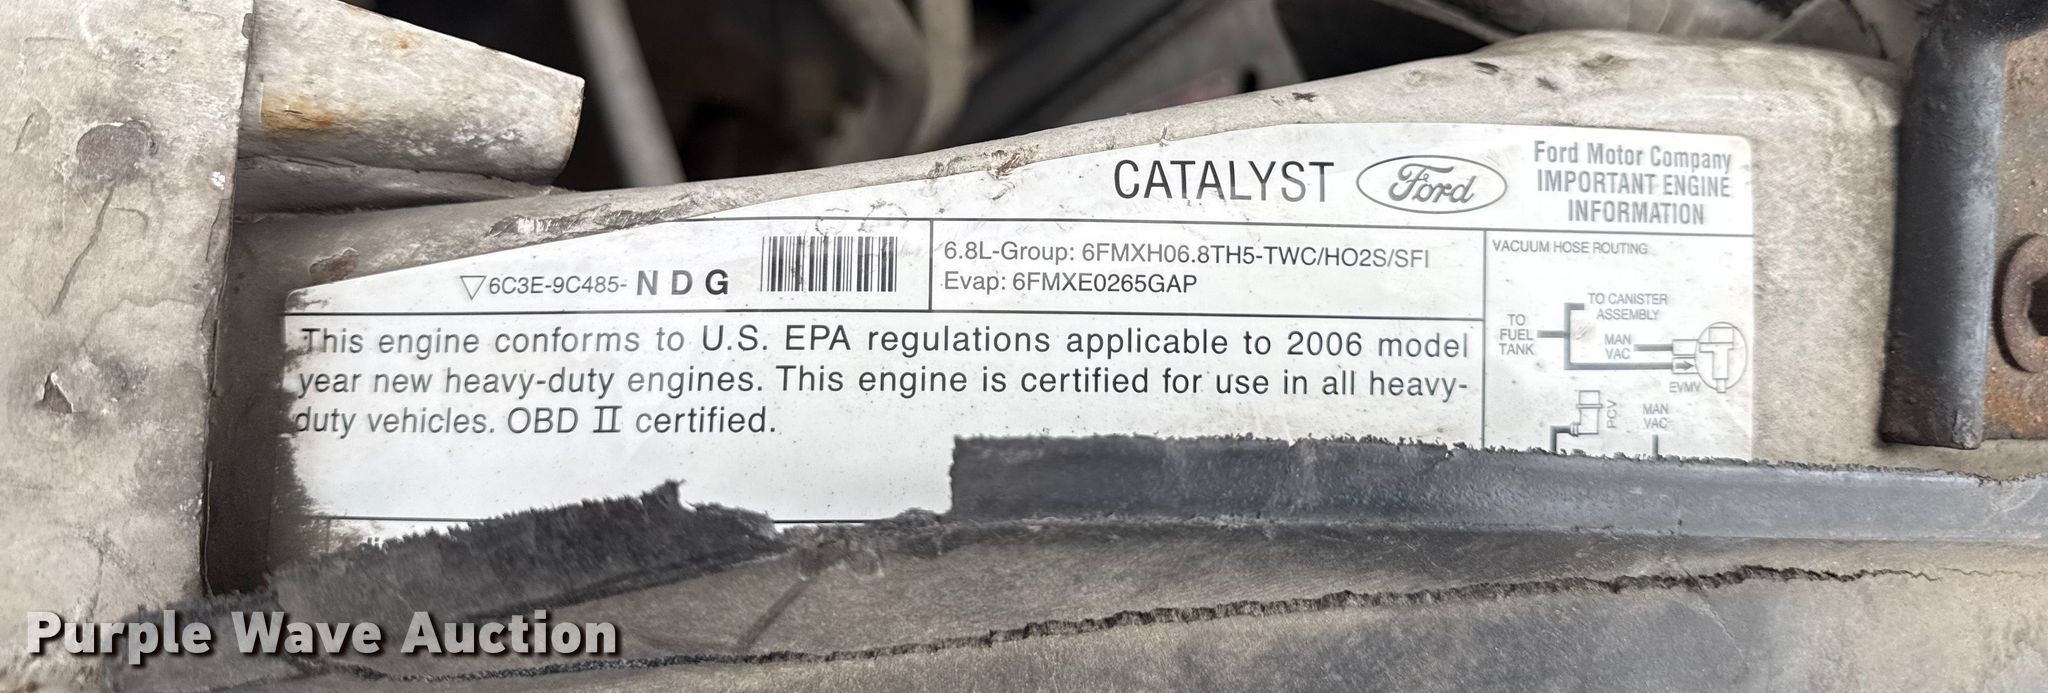 CATALYST
Ford
Ford Motor Company
IMPORTANT ENGINE
INFORMATION
6C3E-9C485- N D G
6.8L-Group: 6FMXH06.8TH5-TWC/HO2S/SFI
Evap: 6FMXE0265GAP
This engine conforms to U.S. EPA regulations applicable to 2006 model
year new heavy-duty engines. This engine is certified for use in all heavy-
duty vehicles. OBD II certified.
VACUUM HOSE ROUTING
TO CANISTER
ASSEMBLY
TO
FUEL
TANK
MAN
VAC
EVMV
PCV
MAN
VAC
Purple Wave Auction